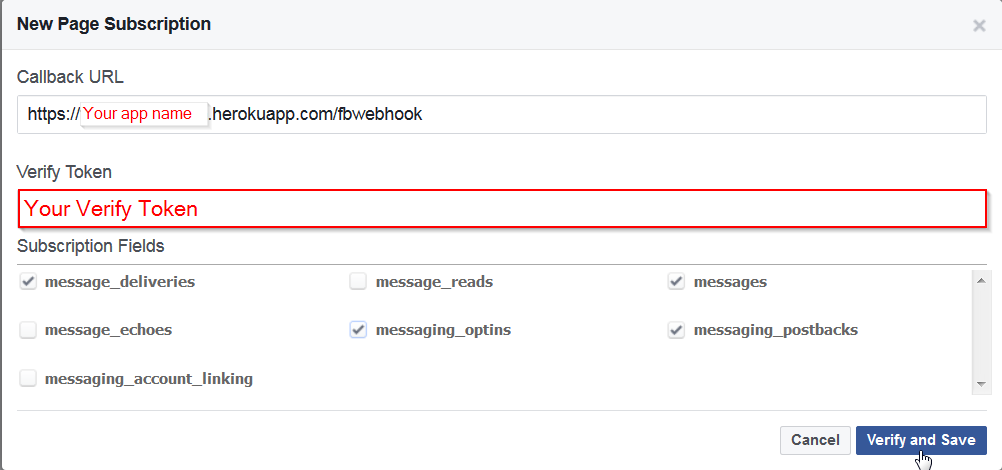 New Page Subscription
Callback URL
https:// Your app name .herokuapp.com/fbwebhook
Verify Token
Your Verify Token
Subscription Fields
message_deliveries message_reads messages
message_echoes messaging_optins messaging_postbacks
messaging_account_linking
Cancel Verify and Save